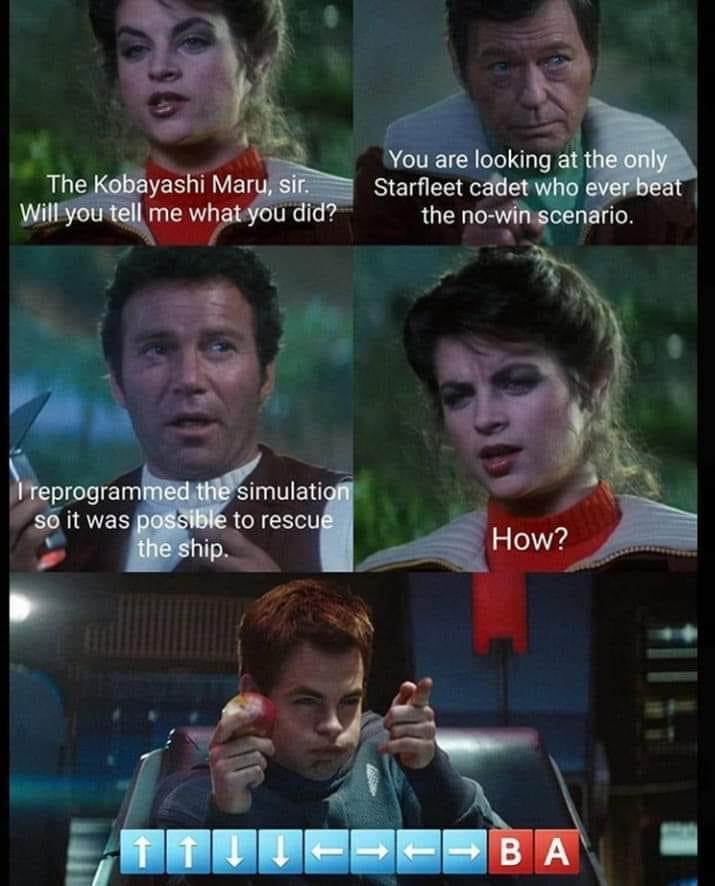 The Kobayashi Maru, sir.
Will you tell me what you did?
You are looking at the only
Starfleet cadet who ever beat
the no-win scenario.
I reprogrammed the simulation
so it was possible to rescue
the ship.
How?
↑ ↑ ↓ ↓ ← → ← → B A